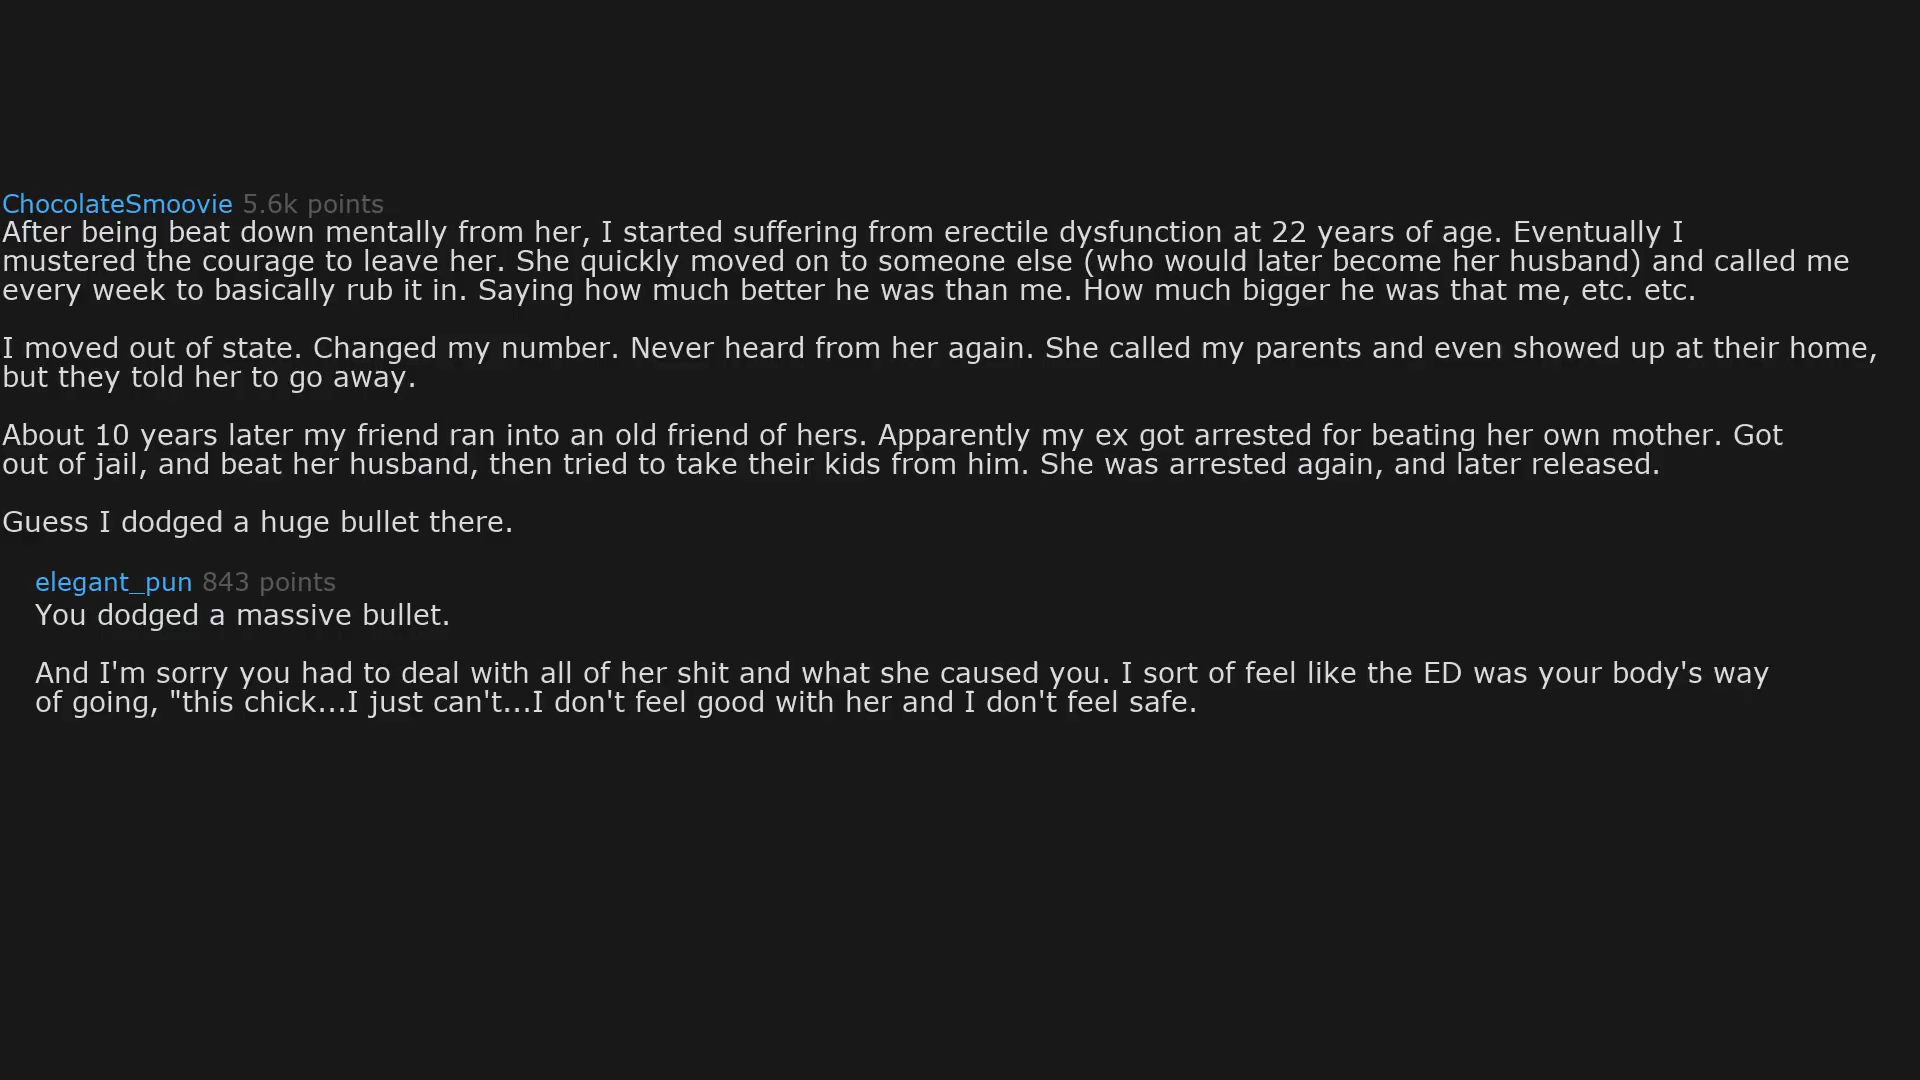 ChocolateSmoovie 5.6k points
After being beat down mentally from her, I started suffering from erectile dysfunction at 22 years of age. Eventually I
mustered the courage to leave her. She quickly moved on to someone else (who would later become her husband) and called me
every week to basically rub it in. Saying how much better he was than me. How much bigger he was that me, etc. etc.
I moved out of state. Changed my number. Never heard from her again. She called my parents and even showed up at their home,
but they told her to go away.
About 10 years later my friend ran into an old friend of hers. Apparently my ex got arrested for beating her own mother. Got
out of jail, and beat her husband, then tried to take their kids from him. She was arrested again, and later released.
Guess I dodged a huge bullet there.
elegant_pun 843 points
You dodged a massive bullet.
And I'm sorry you had to deal with all of her shit and what she caused you. I sort of feel like the ED was your body's way
of going, "this chick...I just can't...I don't feel good with her and I don't feel safe.